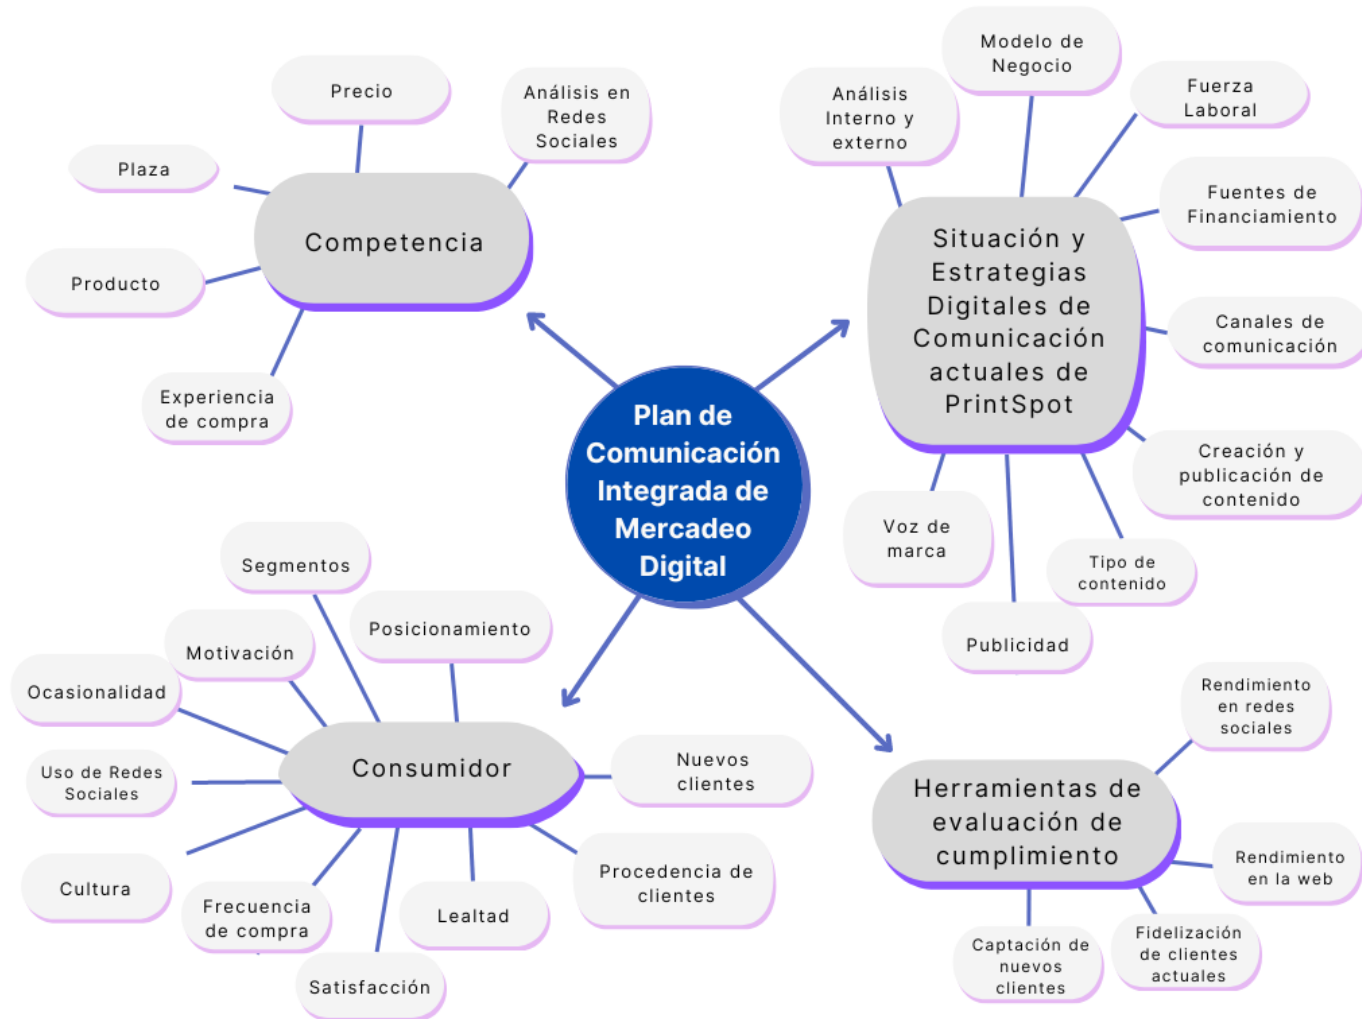 Precio
Análisis en
Redes
Sociales
Plaza
Competencia
Producto
Experiencia
de compra
Modelo de
Negocio
Análisis
Interno y
externo
Fuerza
Laboral
Fuentes de
Financiamiento
Situación y
Estrategias
Digitales de
Comunicación
actuales de
PrintSpot
Canales de
comunicación
Creación y
publicación de
contenido
Voz de
marca
Tipo de
contenido
Publicidad
Plan de
Comunicación
Integrada de
Mercadeo
Digital
Segmentos
Posicionamiento
Motivación
Ocasionalidad
Consumidor
Nuevos
clientes
Uso de Redes
Sociales
Cultura
Frecuencia
de compra
Lealtad
Procedencia de
clientes
Satisfacción
Rendimiento
en redes
sociales
Herramientas de
evaluación de
cumplimiento
Rendimiento
en la web
Captación de
nuevos
clientes
Fidelización
de clientes
actuales